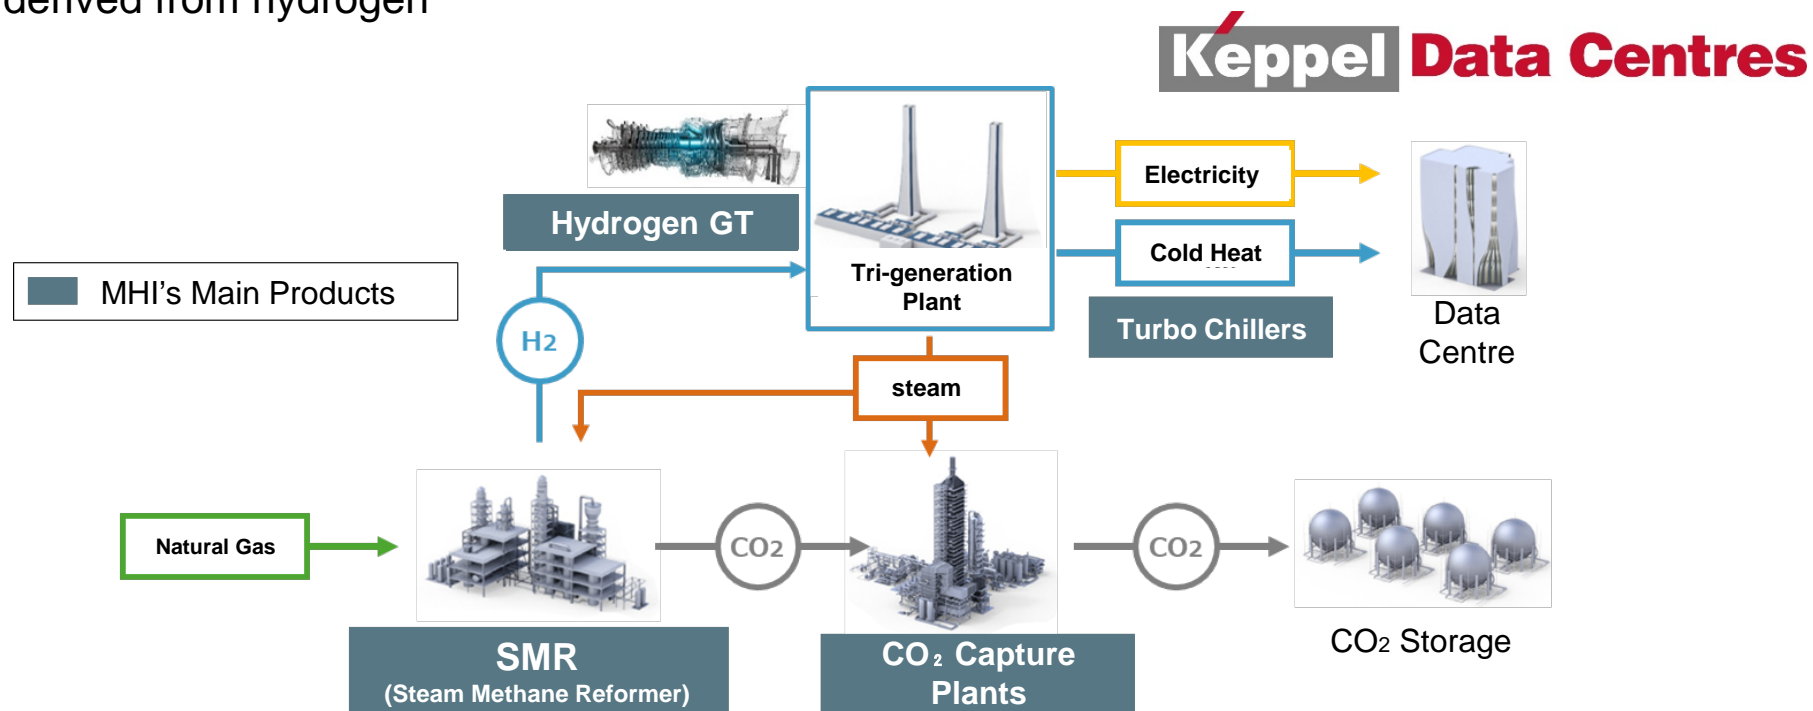 derived from hydrogen
Keppel Data Centres
Electricity
Hydrogen GT
Cold Heat
Tri-generation
Plant
MHI's Main Products
Turbo Chillers
Data
Centre
H2
steam
Natural Gas
CO2
CO2
SMR
(Steam Methane Reformer)
CO₂ Capture
Plants
CO2 Storage